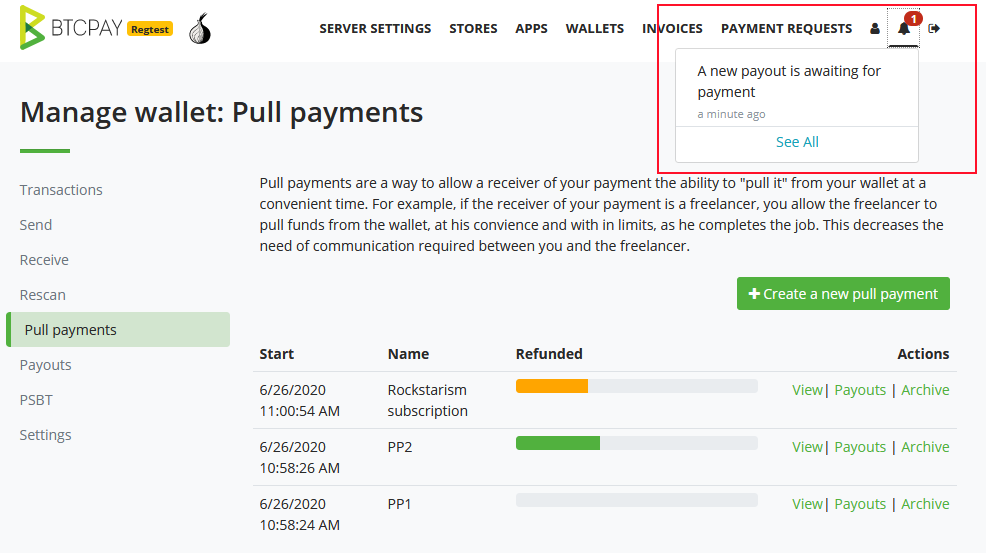 BTCPAY Regtest
SERVER SETTINGS STORES APPS WALLETS INVOICES PAYMENT REQUESTS 1
A new payout is awaiting for
payment
a minute ago
See All
Manage wallet: Pull payments
Transactions
Send
Receive
Rescan
Pull payments
Payouts
PSBT
Settings
Pull payments are a way to allow a receiver of your payment the ability to "pull it" from your wallet at a
convenient time. For example, if the receiver of your payment is a freelancer, you allow the freelancer to
pull funds from the wallet, at his convience and with in limits, as he completes the job. This decreases the
need of communication required between you and the freelancer.
Create a new pull payment
Start Name Refunded Actions
6/26/2020 Rockstarism View| Payouts | Archive
11:00:54 AM subscription
6/26/2020 PP2 View| Payouts | Archive
10:58:26 AM
6/26/2020 PP1 View| Payouts | Archive
10:58:24 AM